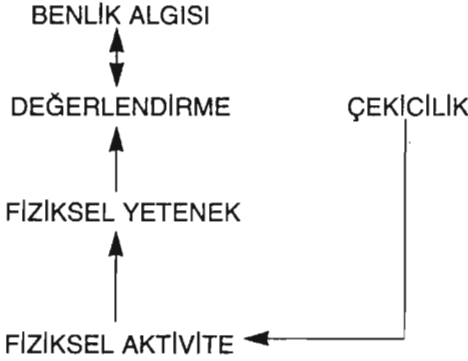 BENLİK ALGISI
DEĞERLENDİRME
ÇEKİCİLİK
FİZİKSEL YETENEK
FİZİKSEL AKTİVİTE